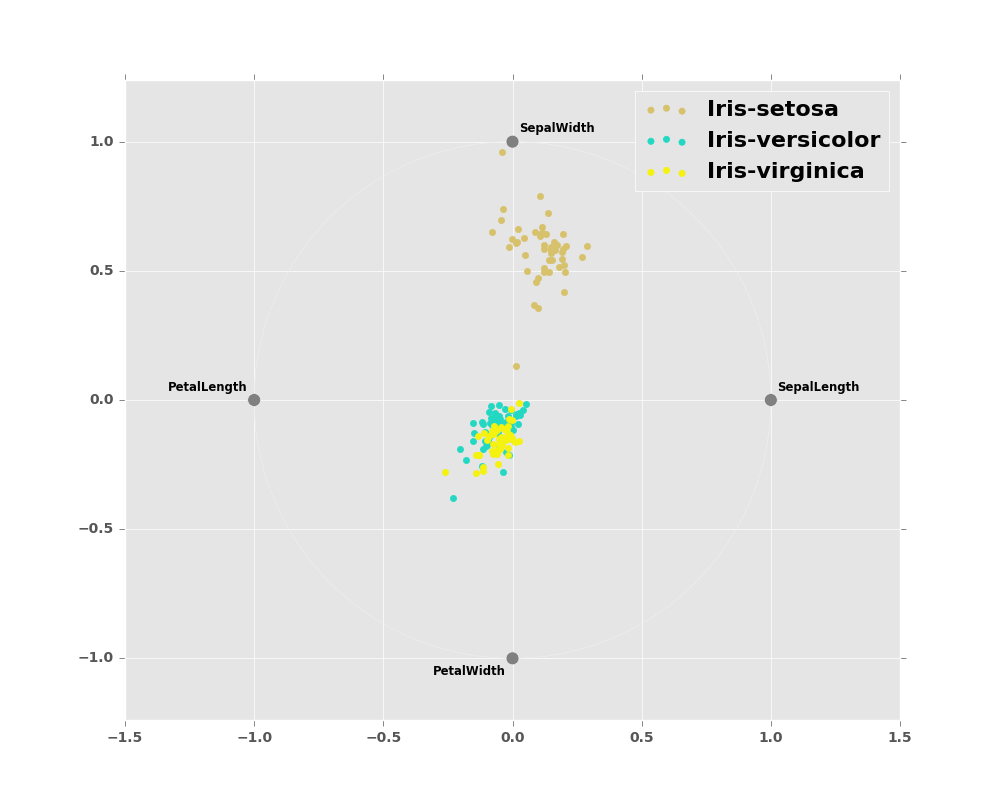 SepalWidth
Iris-setosa
Iris-versicolor
Iris-virginica
1.0
0.5
PetalLength
SepalLength
0.0
−0.5
−1.0
PetalWidth
−1.5 −1.0 −0.5 0.0 0.5 1.0 1.5